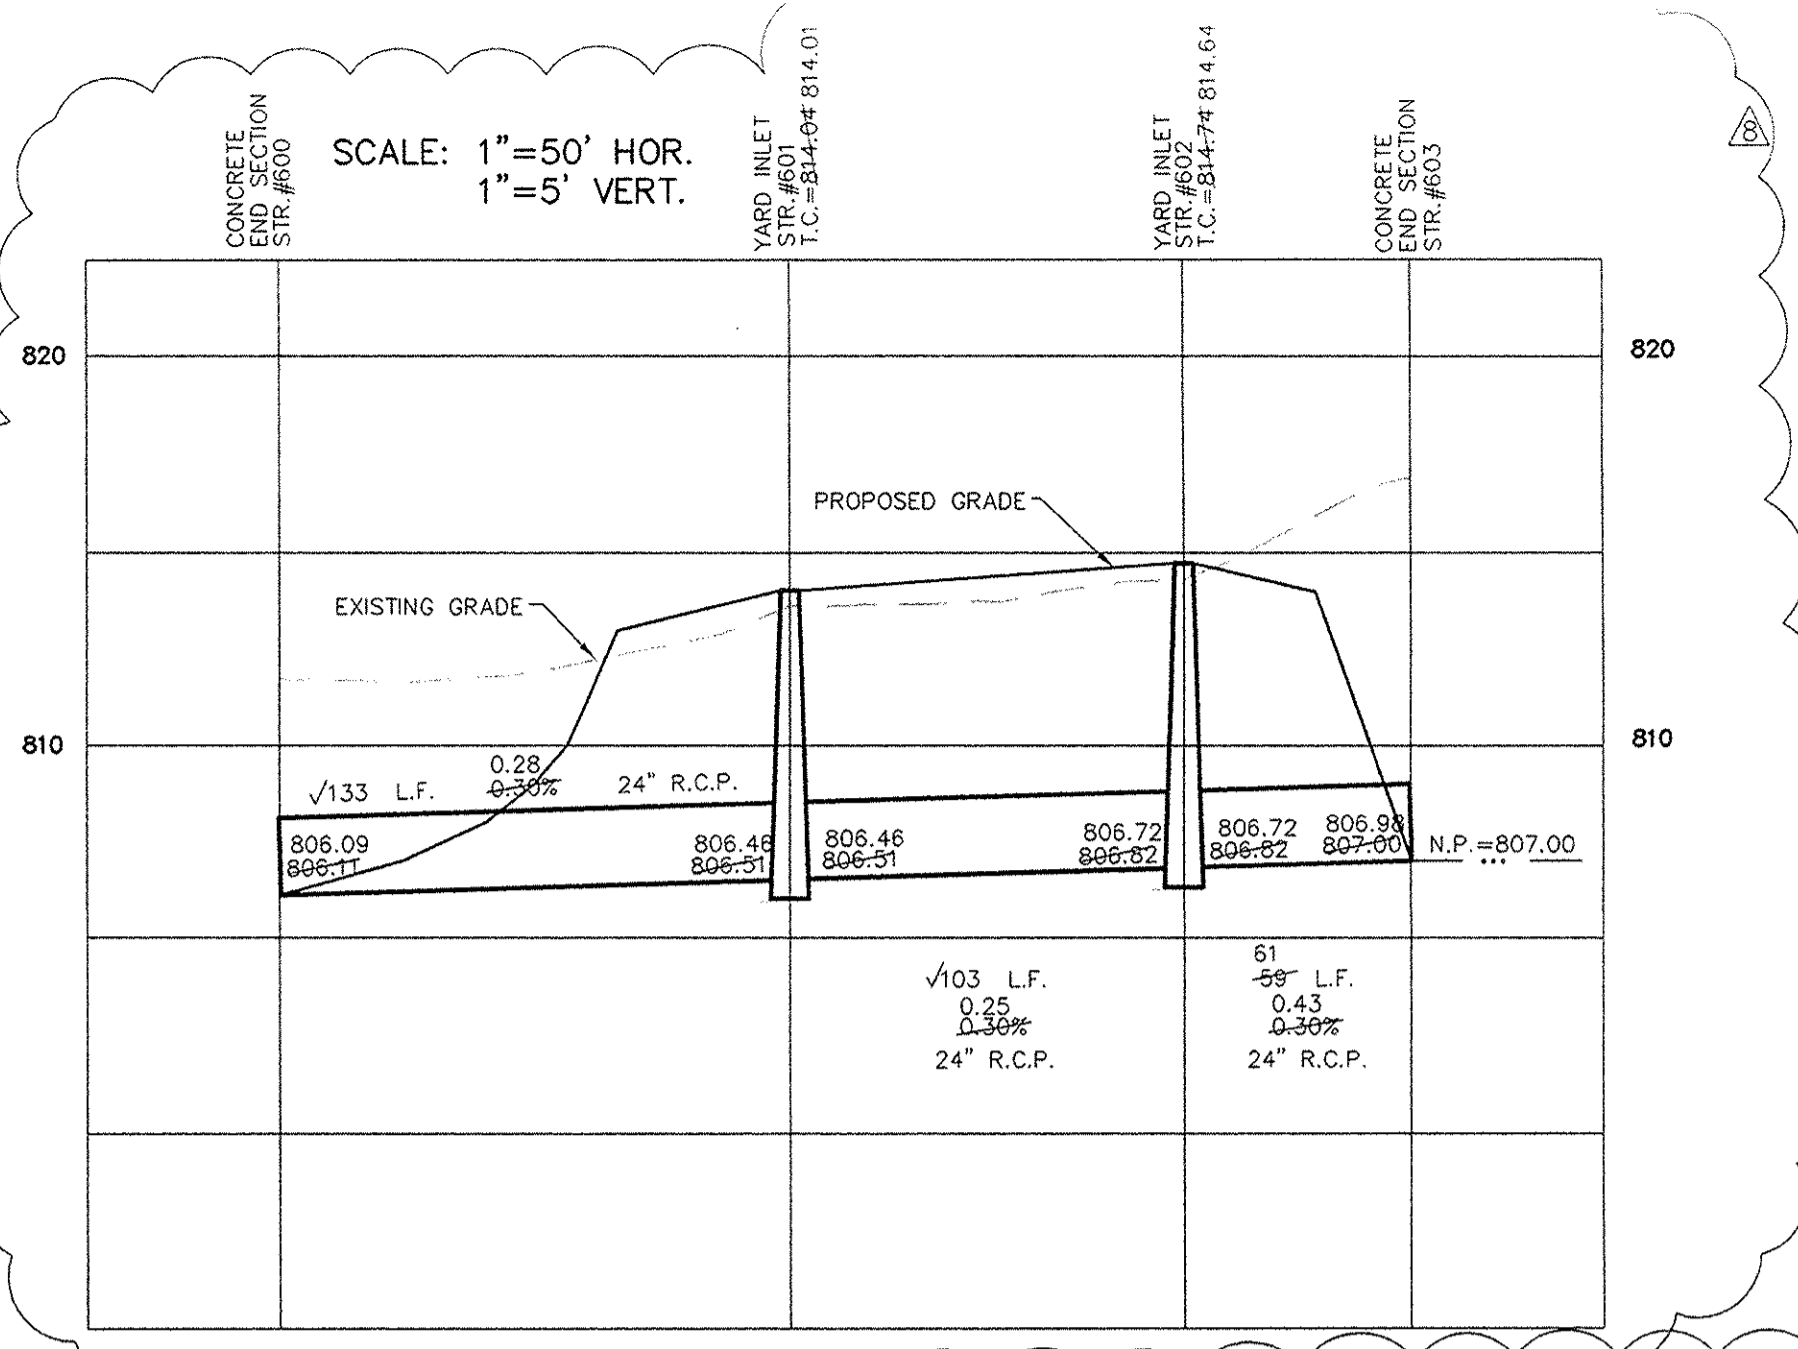 CONCRETE
END SECTION
STR.#600
SCALE: 1"=50' HOR.
1"=5' VERT.
YARD INLET
STR.#601
T.C.=814.04 814.01
YARD INLET
STR.#602
T.C.=814.74 814.64
CONCRETE
END SECTION
STR.#603
8
820
820
PROPOSED GRADE
EXISTING GRADE
810
810
0.28
√133 L.F. 0.30% 24" R.C.P.
806.09
806.11
806.46
806.51
806.46
806.51
806.72
806.82
806.72
806.82
806.98
807.00
N.P.=807.00
√103 L.F.
0.25
0.30%
24" R.C.P.
61
59 L.F.
0.43
0.30%
24" R.C.P.